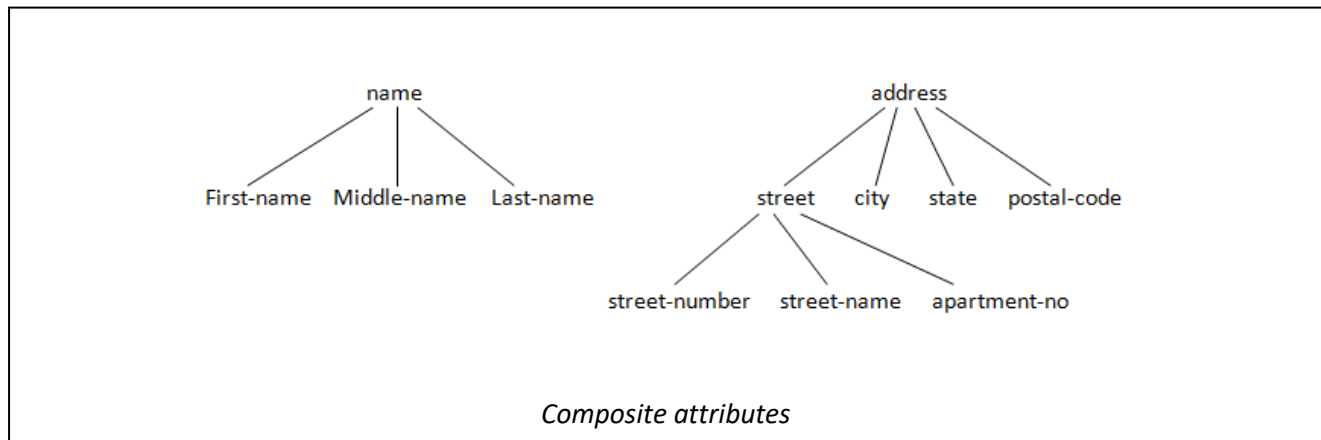 name address
First-name Middle-name Last-name street city state postal-code
street-number street-name apartment-no
Composite attributes